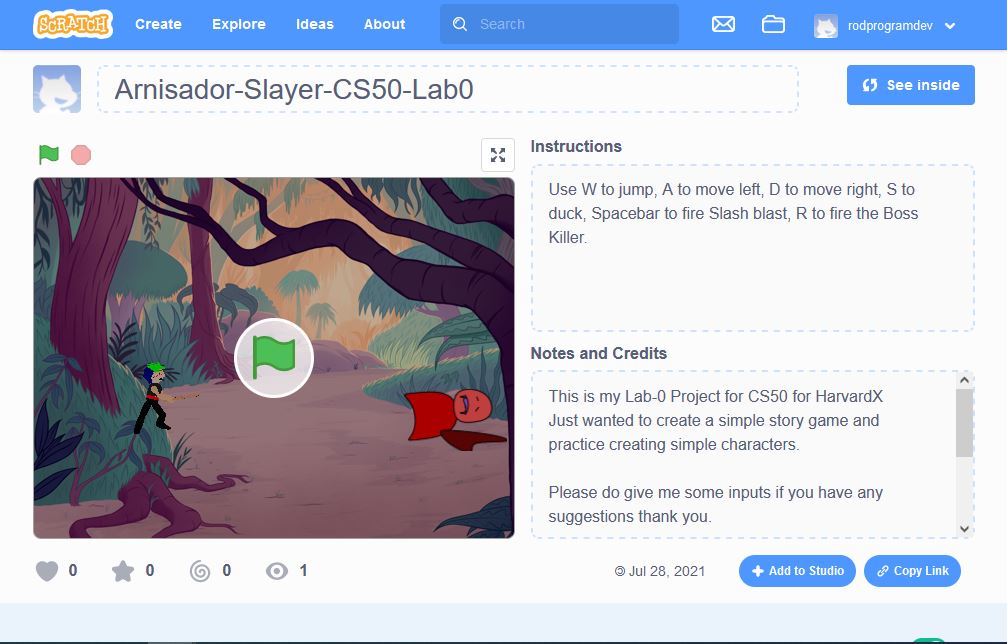 SCRATCH Create Explore Ideas About Search rodprogramdev
Arnisador-Slayer-CS50-Lab0
See inside
Instructions
Use W to jump, A to move left, D to move right, S to
duck, Spacebar to fire Slash blast, R to fire the Boss
Killer.
Notes and Credits
This is my Lab-0 Project for CS50 for HarvardX
Just wanted to create a simple story game and
practice creating simple characters.
Please do give me some inputs if you have any
suggestions thank you.
0 0 0 1
© Jul 28, 2021
Add to Studio
Copy Link